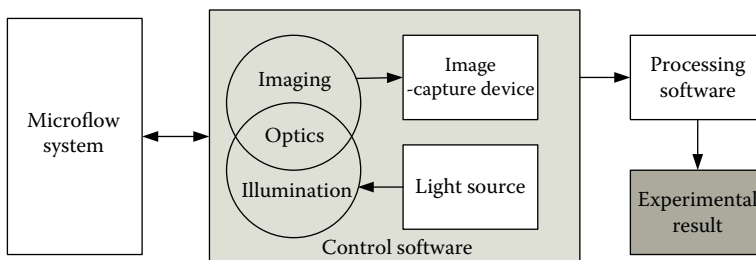 Microflow
system
Imaging
Optics
Illumination
Image
-capture device
Light source
Control software
Processing
software
Experimental
result